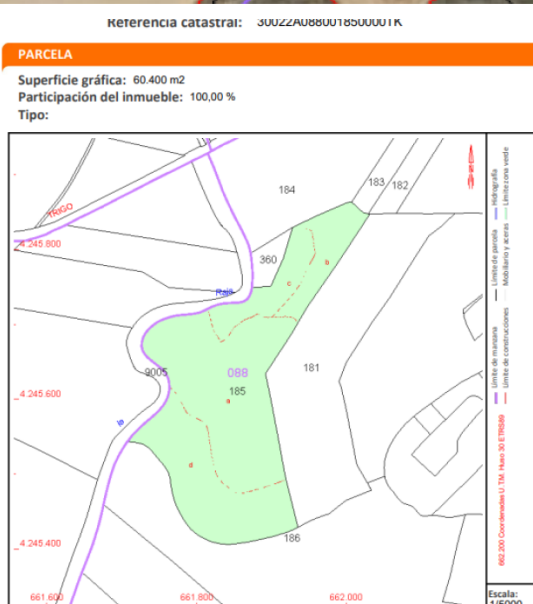 Referencia catastral: 30022A088001850000TK
PARCELA
Superficie gráfica: 60.400 m2
Participación del inmueble: 100,00 %
Tipo:
184
183
182
TRIGO
4.245.800
360
b
c
Raja
181
9005
088
185
4.245.600
a
d
186
4.245.400
661.600
661.800
662.000
Límite de manzana
Límite de parcela
Hidrografía
Límite de construcciones
Mobiliario y aceras
Límite zona verde
662.200 Coordenadas U.T.M. Huso 30 ETRS89
Escala:
1/5000